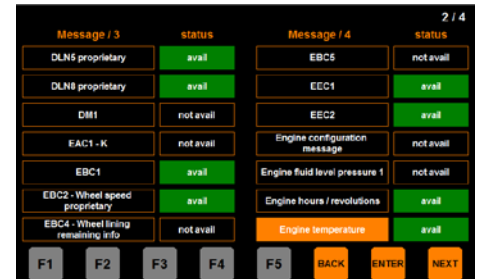 2 / 4
Message / 3 status Message / 4 status
DLN5 proprietary avail EBC5 not avail
DLN8 proprietary avail EEC1 avail
DM1 not avail EEC2 avail
EAC1 - K not avail Engine configuration
message not avail
EBC1 avail Engine fluid level pressure 1 not avail
EBC2 - Wheel speed
proprietary avail Engine hours / revolutions avail
EBC4 - Wheel lining
remaining info not avail Engine temperature avail
F1 F2 F3 F4 F5 BACK ENTER NEXT